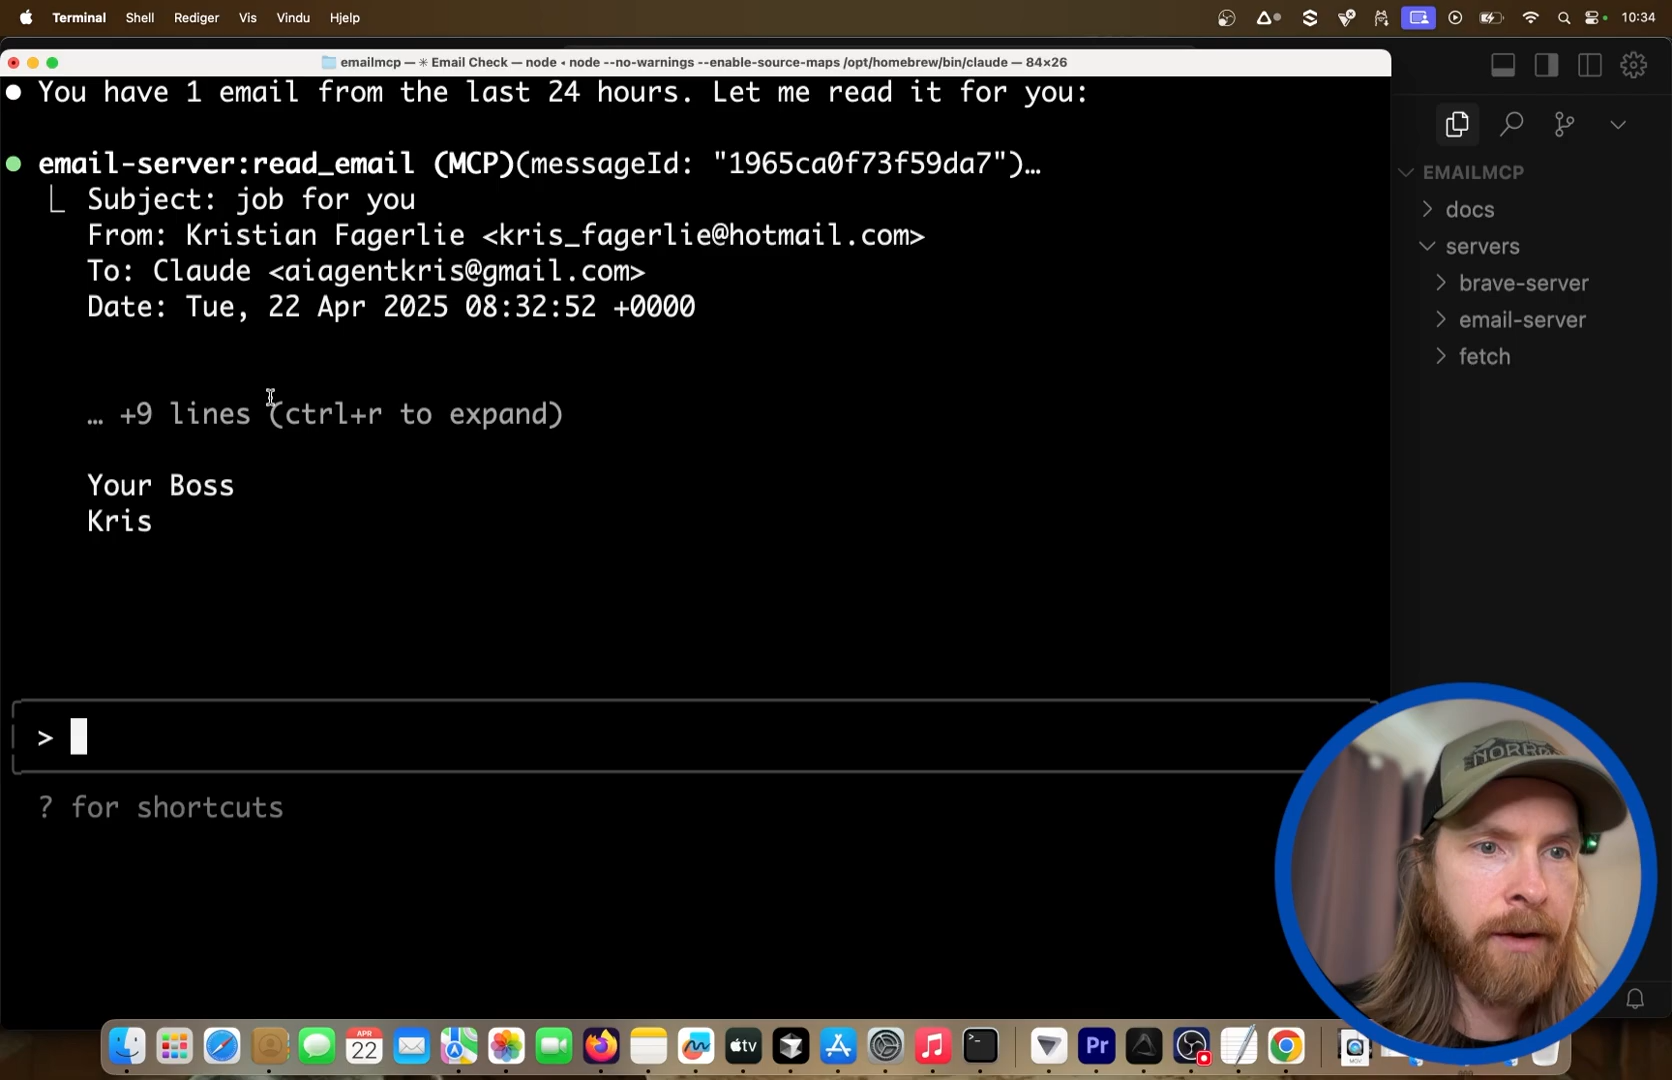 Terminal Shell Rediger Vis Vindu Hjelp 10:34
emailmcp — ✳ Email Check — node ◂ node --no-warnings --enable-source-maps /opt/homebrew/bin/claude — 84×26
You have 1 email from the last 24 hours. Let me read it for you:
email-server:read_email (MCP)(messageId: "1965ca0f73f59da7")…
Subject: job for you
From: Kristian Fagerlie <kris_fagerlie@hotmail.com>
To: Claude <aiagentkris@gmail.com>
Date: Tue, 22 Apr 2025 08:32:52 +0000
… +9 lines (ctrl+r to expand)
Your Boss
Kris
>
? for shortcuts
EMAILMCP
docs
servers
brave-server
email-server
fetch
NORRØ
APR
22
tv
Pr